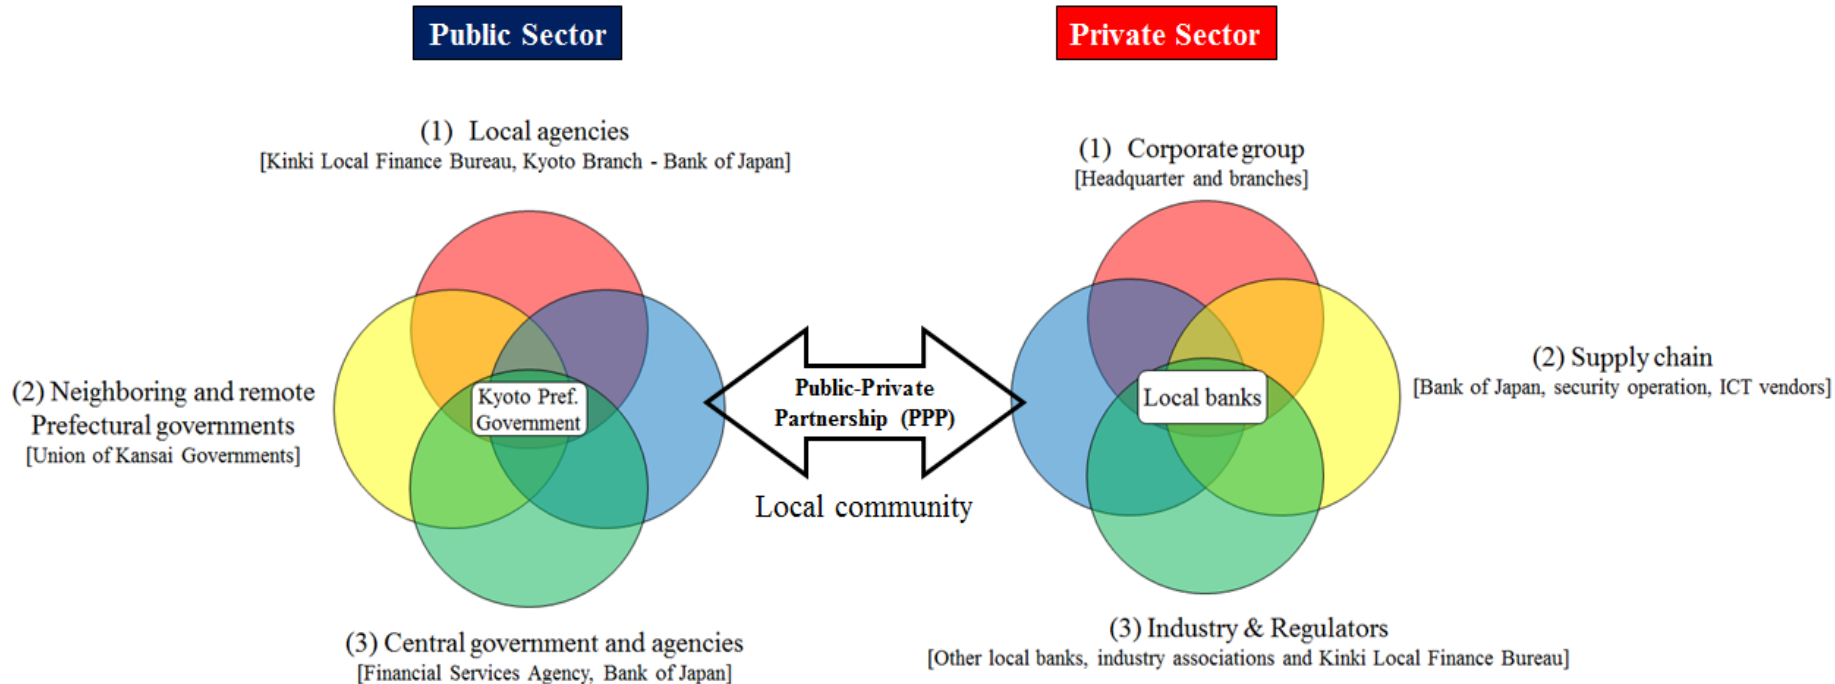 Public Sector
Private Sector
(1) Local agencies
[Kinki Local Finance Bureau, Kyoto Branch - Bank of Japan]
(1) Corporate group
[Headquarter and branches]
(2) Neighboring and remote
Prefectural governments
[Union of Kansai Governments]
Kyoto Pref.
Government
Public-Private
Partnership (PPP)
Local community
Local banks
(2) Supply chain
[Bank of Japan, security operation, ICT vendors]
(3) Central government and agencies
[Financial Services Agency, Bank of Japan]
(3) Industry & Regulators
[Other local banks, industry associations and Kinki Local Finance Bureau]